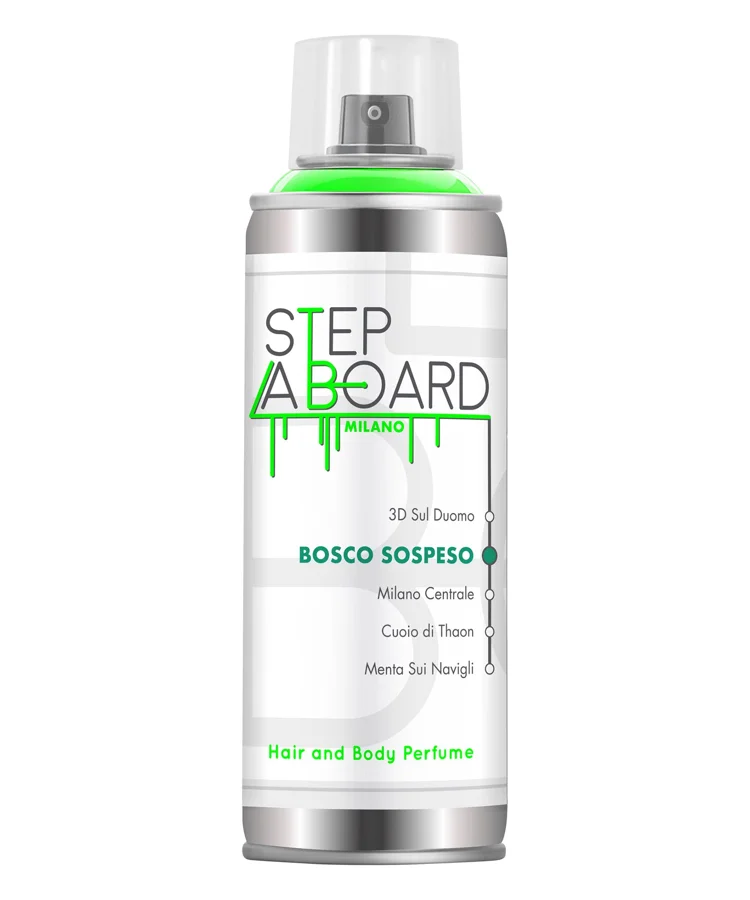 STEP
ABOARD
MILANO
3D Sul Duomo
BOSCO SOSPESO
Milano Centrale
Cuoio di Thaon
Menta Sui Navigli
Hair and Body Perfume